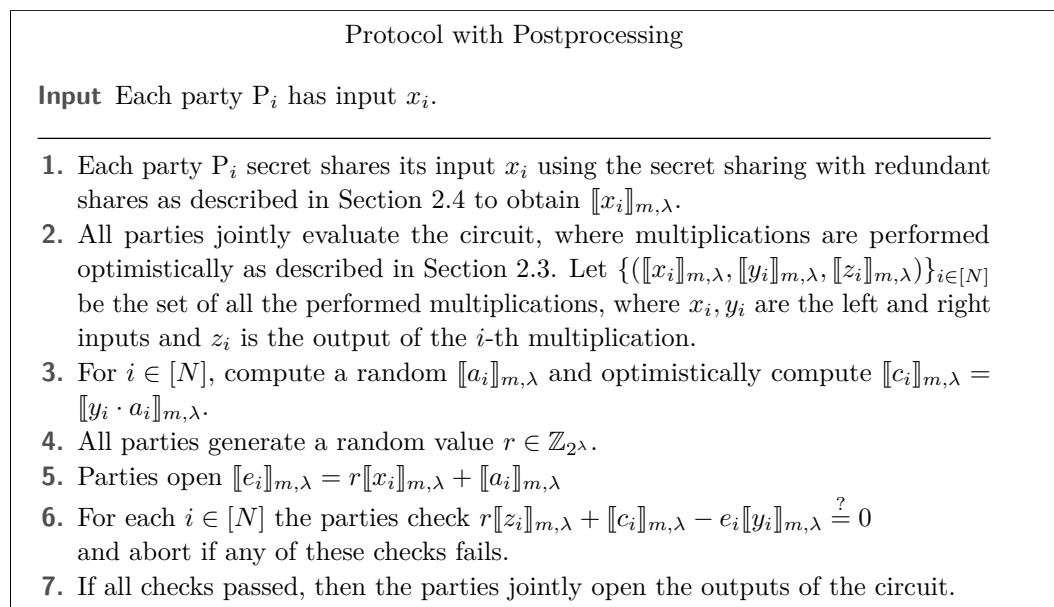 Protocol with Postprocessing
Input Each party P_i has input x_i.
1. Each party P_i secret shares its input x_i using the secret sharing with redundant
shares as described in Section 2.4 to obtain ⟦x_i⟧_{m,λ}.
2. All parties jointly evaluate the circuit, where multiplications are performed
optimistically as described in Section 2.3. Let {(⟦x_i⟧_{m,λ}, ⟦y_i⟧_{m,λ}, ⟦z_i⟧_{m,λ})}_{i∈[N]}
be the set of all the performed multiplications, where x_i, y_i are the left and right
inputs and z_i is the output of the i-th multiplication.
3. For i ∈ [N], compute a random ⟦a_i⟧_{m,λ} and optimistically compute ⟦c_i⟧_{m,λ} =
⟦y_i · a_i⟧_{m,λ}.
4. All parties generate a random value r ∈ ℤ_{2^λ}.
5. Parties open ⟦e_i⟧_{m,λ} = r⟦x_i⟧_{m,λ} + ⟦a_i⟧_{m,λ}
6. For each i ∈ [N] the parties check r⟦z_i⟧_{m,λ} + ⟦c_i⟧_{m,λ} − e_i⟦y_i⟧_{m,λ} ≟ 0
and abort if any of these checks fails.
7. If all checks passed, then the parties jointly open the outputs of the circuit.